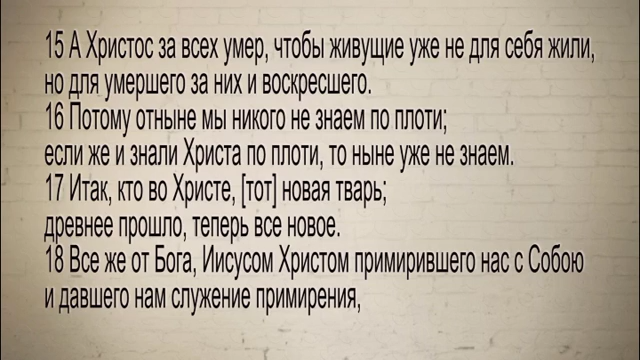 15 А Христос за всех умер, чтобы живущие уже не для себя жили,
но для умершего за них и воскресшего.
16 Потому отныне мы никого не знаем по плоти;
если же и знали Христа по плоти, то ныне уже не знаем.
17 Итак, кто во Христе, [тот] новая тварь;
древнее прошло, теперь все новое.
18 Все же от Бога, Иисусом Христом примирившего нас с Собою
и давшего нам служение примирения,